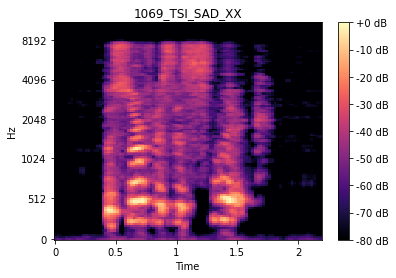 1069_TSI_SAD_XX
+0 dB
8192
-10 dB
4096
-20 dB
-30 dB
2048
Hz
-40 dB
1024
-50 dB
512
-60 dB
-70 dB
0
-80 dB
0
0.5
1
1.5
2
Time